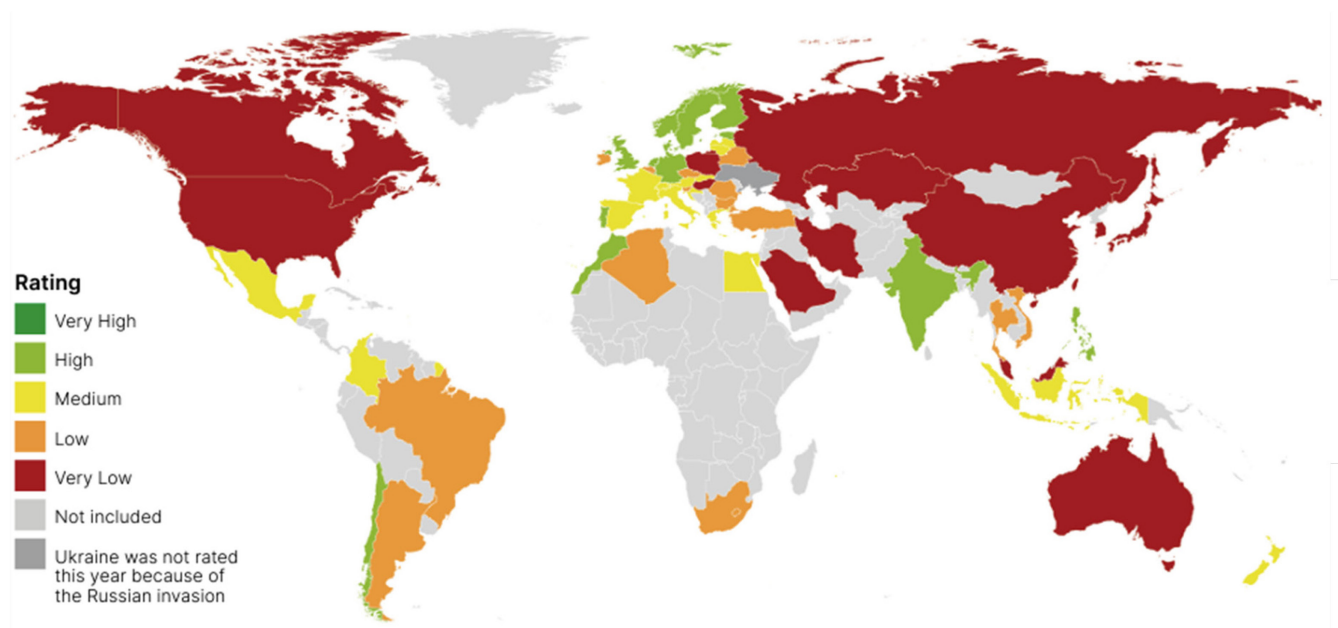 Rating
Very High
High
Medium
Low
Very Low
Not included
Ukraine was not rated
this year because of
the Russian invasion